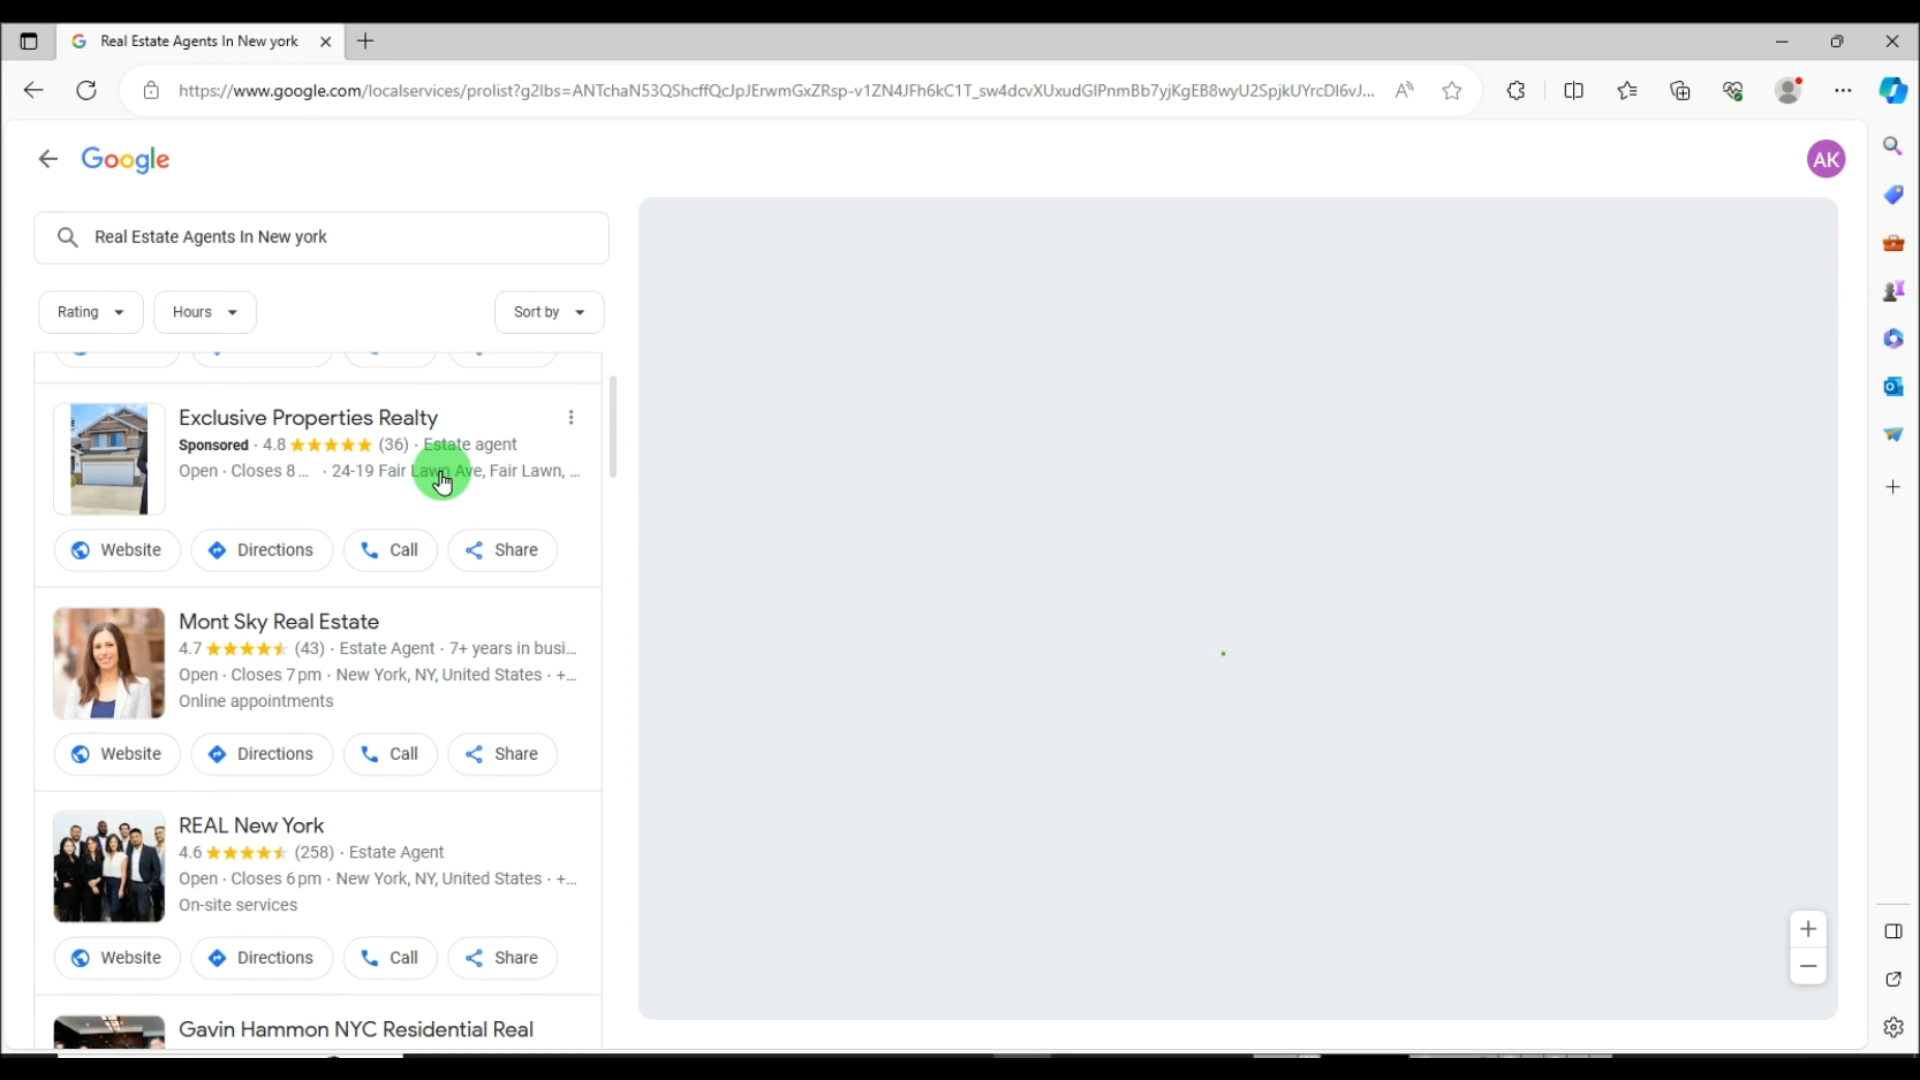 Real Estate Agents In New york
https://www.google.com/localservices/prolist?g2lbs=ANTchaN53QShcffQcJpJErwmGxZRsp-v1ZN4JFh6kC1T_sw4dcvXUxudGlPnmBb7yjKgEB8wyU2SpjkUYrcDl6vJ...
Google
AK
Real Estate Agents In New york
Rating Hours Sort by
Exclusive Properties Realty
Sponsored · 4.8 (36) · Estate agent
Open · Closes 8 ... · 24-19 Fair Lawn Ave, Fair Lawn, ...
Website Directions Call Share
Mont Sky Real Estate
4.7 (43) · Estate Agent · 7+ years in busi...
Open · Closes 7 pm · New York, NY, United States · +...
Online appointments
Website Directions Call Share
REAL New York
4.6 (258) · Estate Agent
Open · Closes 6 pm · New York, NY, United States · +...
On-site services
Website Directions Call Share
Gavin Hammon NYC Residential Real